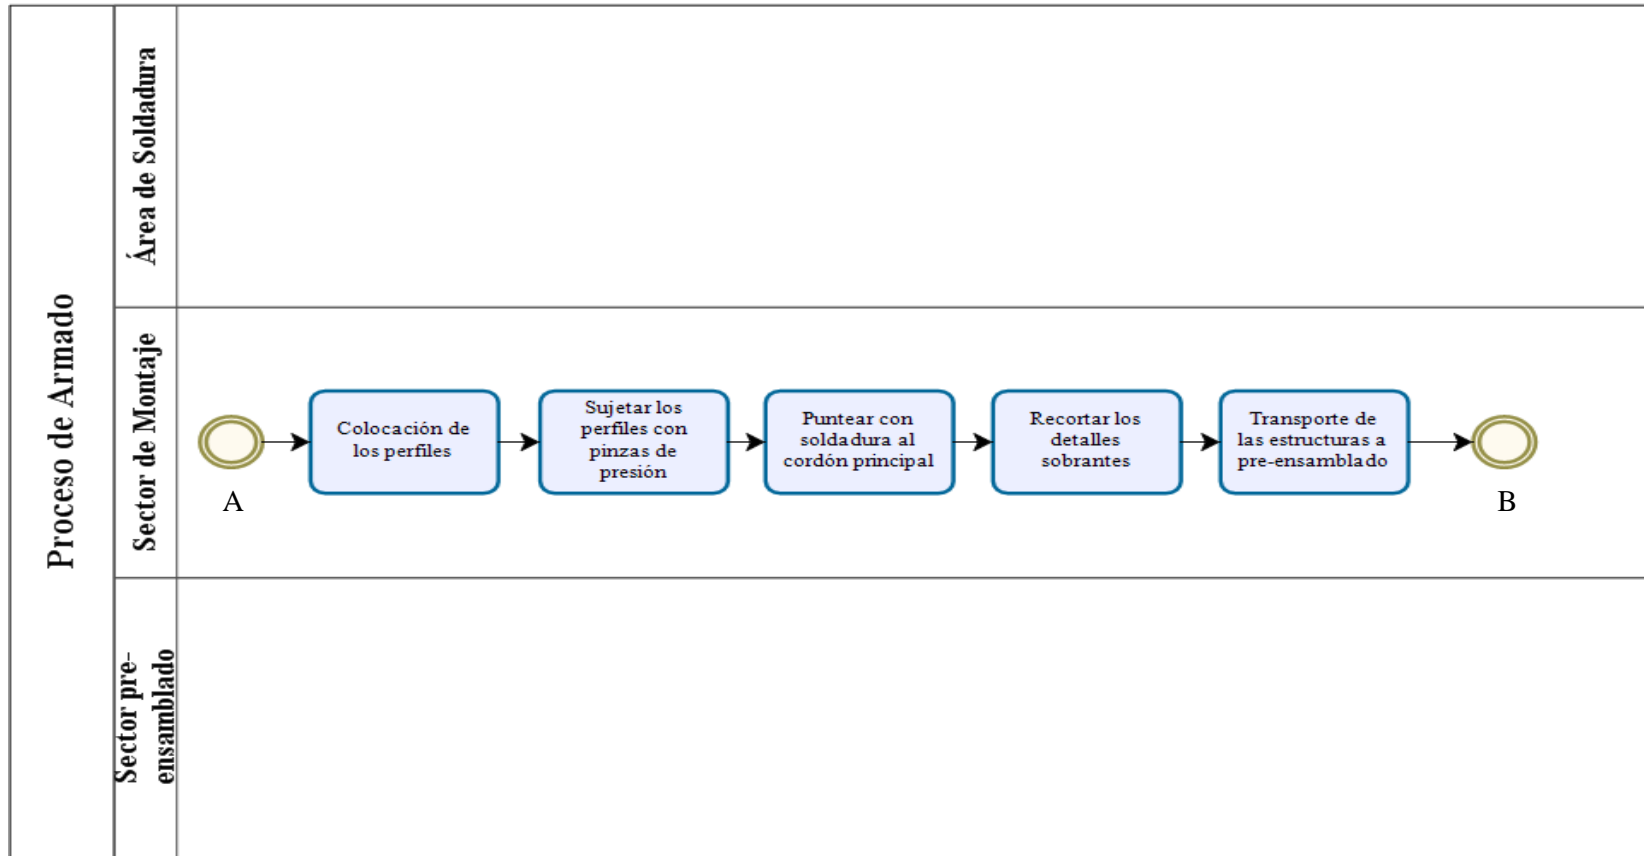 Proceso de Armado
Área de Soldadura
Sector de Montaje
Sector pre-
ensamblado
A
Colocación de
los perfiles
Sujetar los
perfiles con
pinzas de
presión
Puntear con
soldadura al
cordón principal
Recortar los
detalles
sobrantes
Transporte de
las estructuras a
pre-ensamblado
B